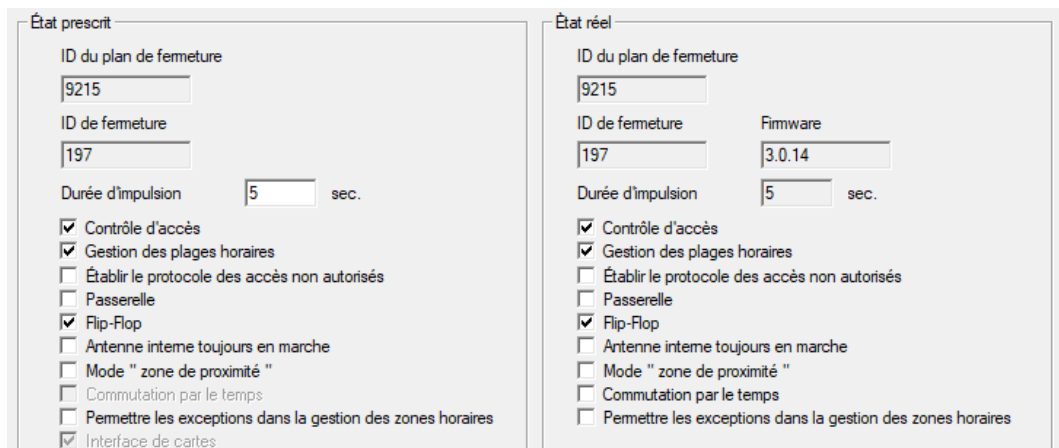 État prescrit
ID du plan de fermeture
9215
ID de fermeture
197
Durée d'impulsion 5 sec.
Contrôle d'accès
Gestion des plages horaires
Établir le protocole des accès non autorisés
Passerelle
Flip-Flop
Antenne interne toujours en marche
Mode " zone de proximité "
Commutation par le temps
Permettre les exceptions dans la gestion des zones horaires
Interface de cartes
État réel
ID du plan de fermeture
9215
ID de fermeture Firmware
197 3.0.14
Durée d'impulsion 5 sec.
Contrôle d'accès
Gestion des plages horaires
Établir le protocole des accès non autorisés
Passerelle
Flip-Flop
Antenne interne toujours en marche
Mode " zone de proximité "
Commutation par le temps
Permettre les exceptions dans la gestion des zones horaires